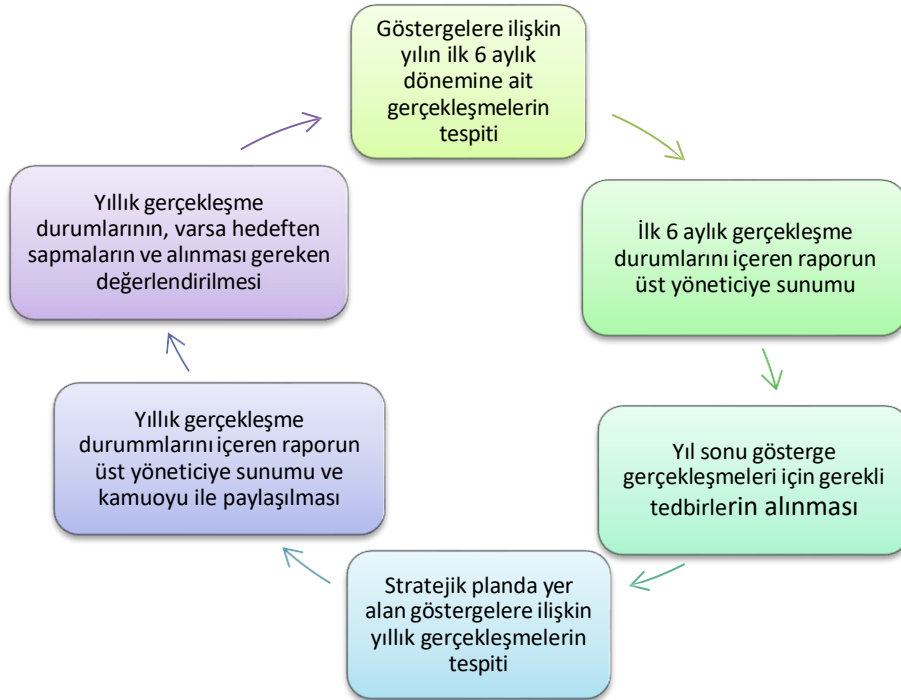 Göstergelere ilişkin
yılın ilk 6 aylık
dönemine ait
gerçekleşmelerin
tespiti
İlk 6 aylık gerçekleşme
durumlarını içeren raporun
üst yöneticiye sunumu
Yıl sonu gösterge
gerçekleşmeleri için gerekli
tedbirlerin alınması
Stratejik planda yer
alan göstergelere ilişkin
yıllık gerçekleşmelerin
tespiti
Yıllık gerçekleşme
durummlarını içeren raporun
üst yöneticiye sunumu ve
kamuoyu ile paylaşılması
Yıllık gerçekleşme
durumlarının, varsa hedeften
sapmaların ve alınması gereken
değerlendirilmesi